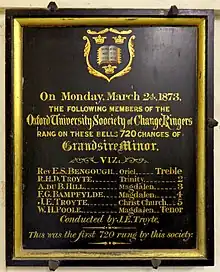 On Monday, March 2d, 1873,
THE FOLLOWING MEMBERS OF THE
Oxford University Society of Change Ringers
RANG ON THESE BELLS 720 CHANGES OF
Grandsire Minor.
VIZ.
Rev E.S. BENGOUGH, Oriel, Treble
R.H.D. TROYTE, Trinity, 2
A. DU B. HILL, Magdalen, 3
F.G. BAMPFYLDE, Magdalen, 4
J.E. TROYTE, Christ Church, 5
W.H. POOLE, Magdalen, Tenor
Conducted by J.E. Troyte,
This was the first 720 rung by this society.